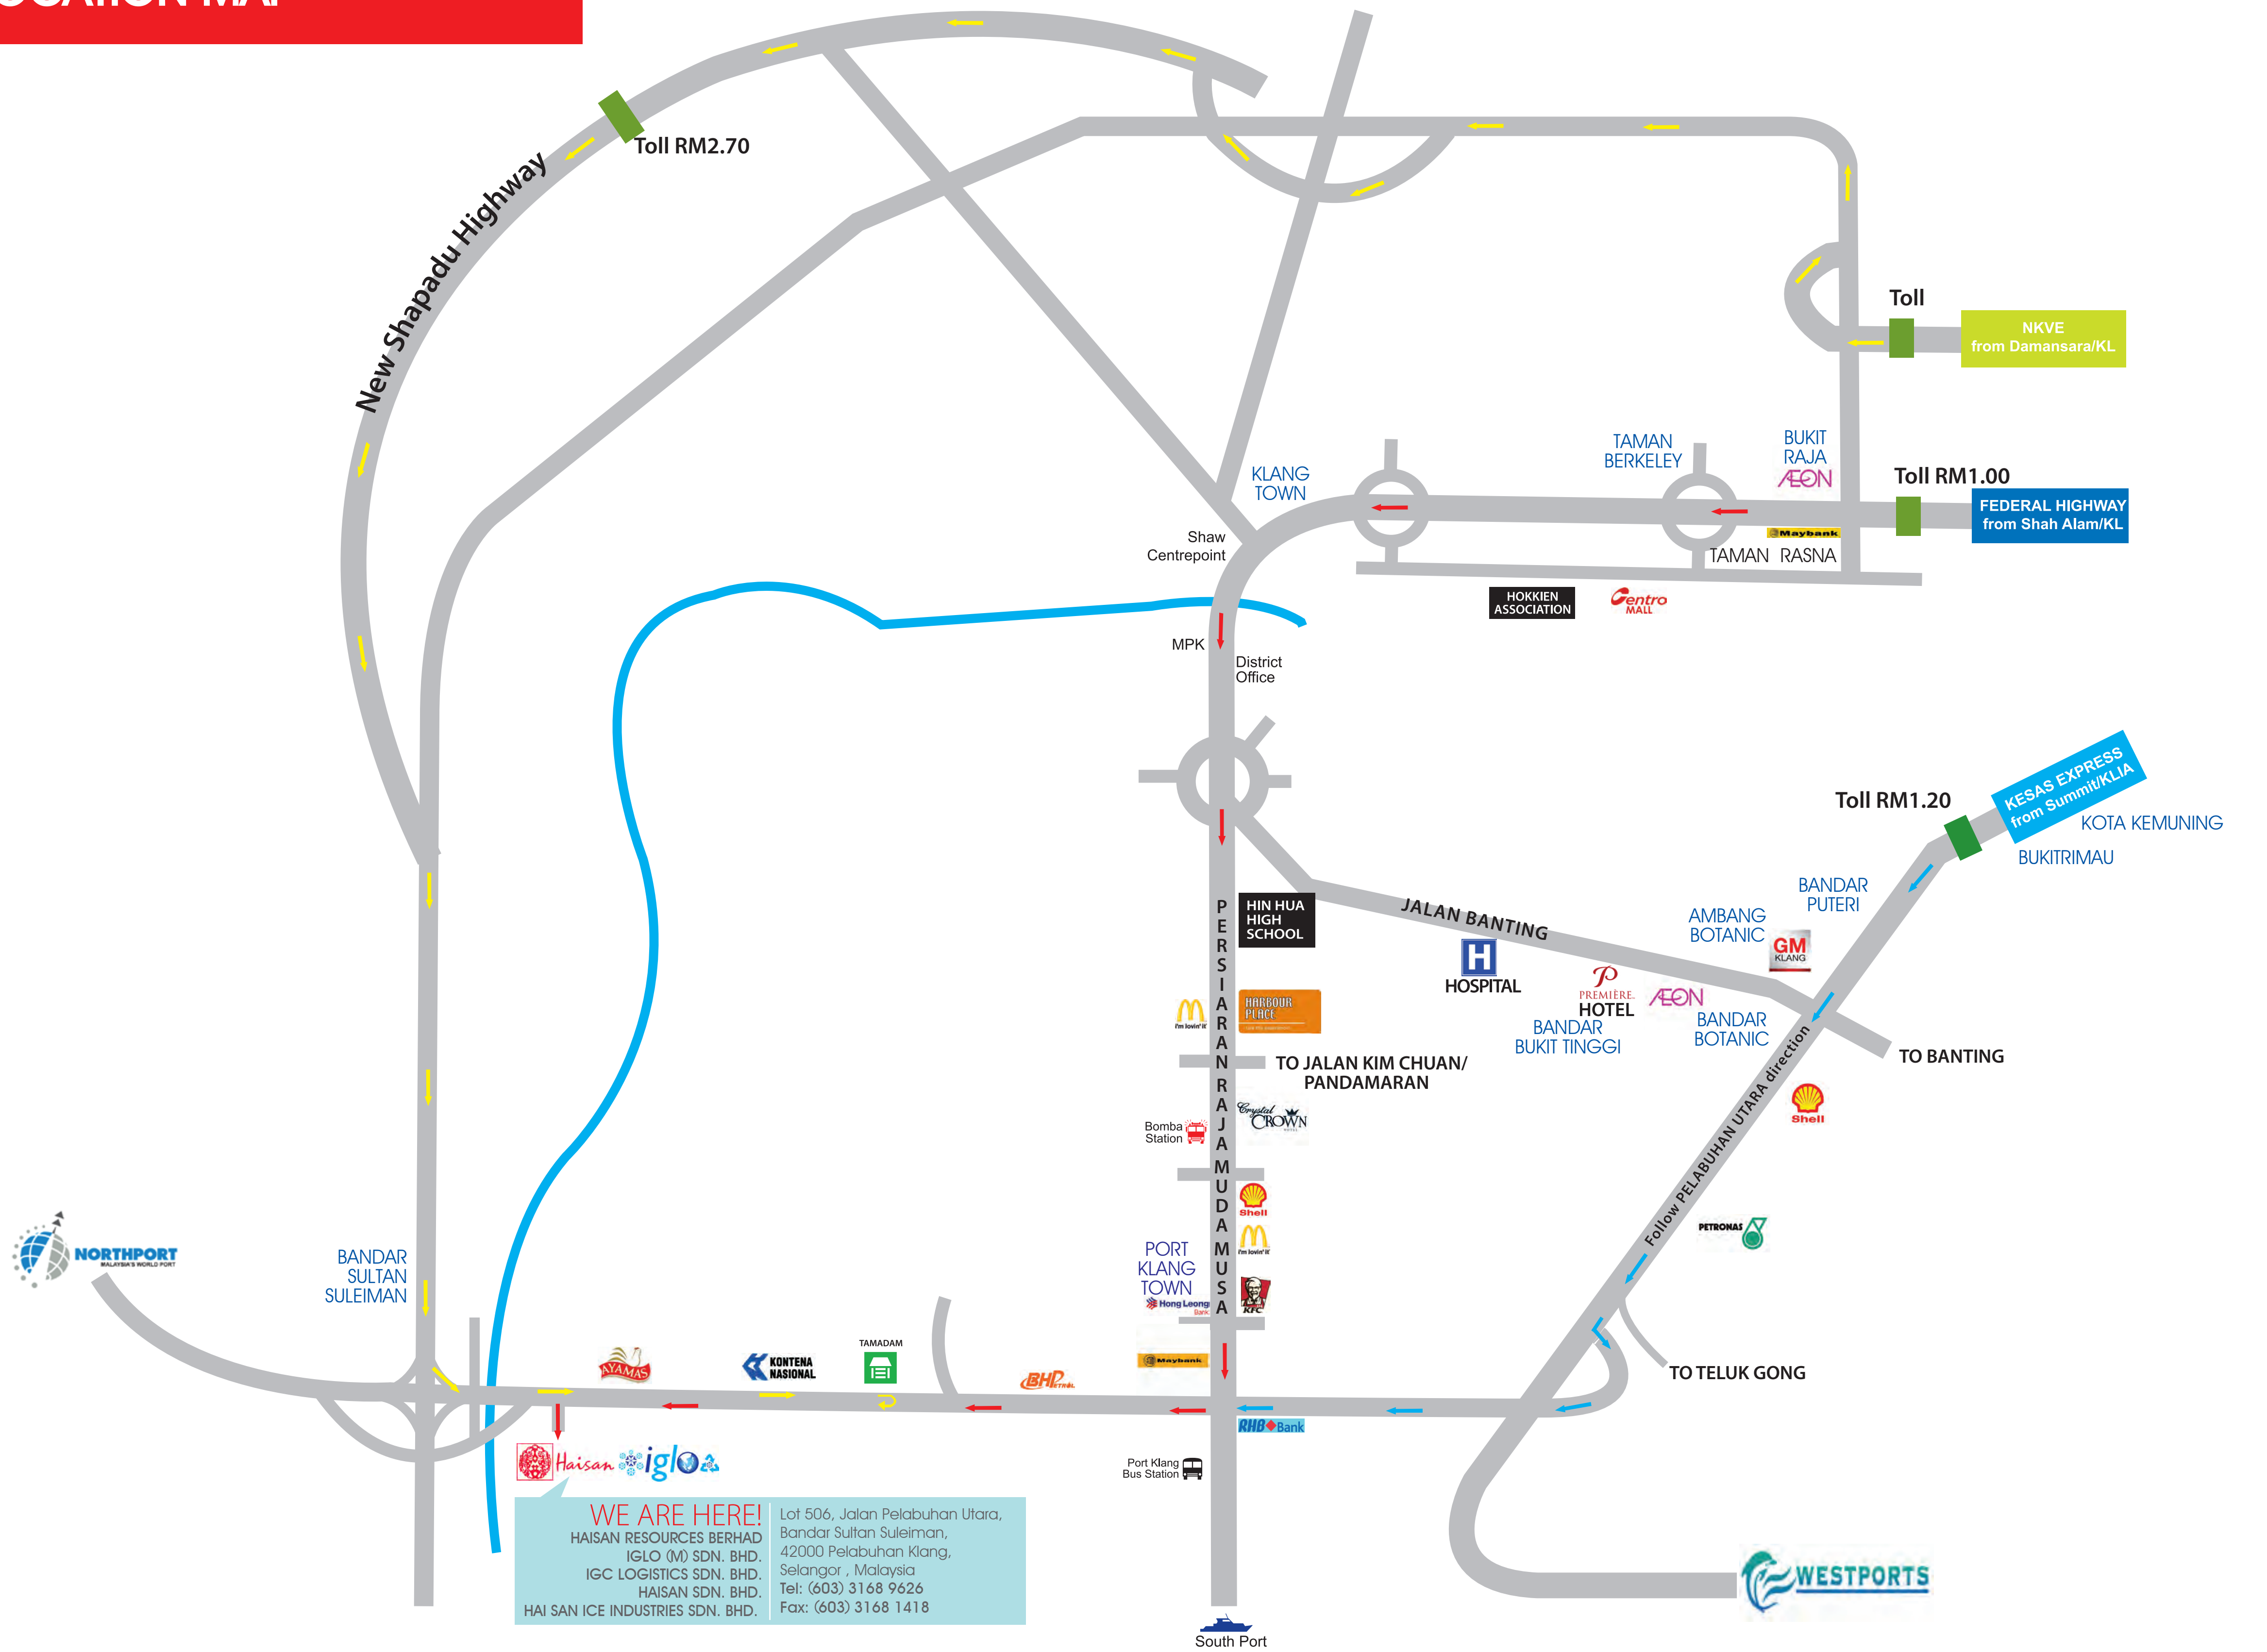 Toll RM2.70
New Shapadu Highway
Toll
NKVE
from Damansara/KL
TAMAN
BERKELEY
BUKIT
RAJA
ÆON
Toll RM1.00
FEDERAL HIGHWAY
from Shah Alam/KL
KLANG
TOWN
Maybank
TAMAN RASNA
Shaw
Centrepoint
HOKKIEN
ASSOCIATION
Centro
MALL
MPK
District
Office
KESAS EXPRESS
from Summit/KLIA
Toll RM1.20
KOTA KEMUNING
BUKITRIMAU
BANDAR
PUTERI
PERSIARAN RAJA MUDA MUSA
HIN HUA
HIGH
SCHOOL
JALAN BANTING
AMBANG
BOTANIC
GM
KLANG
H
HOSPITAL
P
PREMIÈRE
HOTEL
ÆON
BANDAR
BUKIT TINGGI
BANDAR
BOTANIC
i'm lovin' it
HARBOUR
PLACE
TO BANTING
TO JALAN KIM CHUAN/
PANDAMARAN
Follow PELABUHAN UTARA direction
Shell
Bomba
Station
Crystal
CROWN
HOTEL
Shell
PETRONAS
i'm lovin' it
NORTHPORT
MALAYSIA'S WORLD PORT
BANDAR
SULTAN
SULEIMAN
PORT
KLANG
TOWN
Hong Leong
Bank
KFC
AYAMAS
KONTENA
NASIONAL
TAMADAM
BHPetrol
Maybank
TO TELUK GONG
RHB Bank
Haisan
iglo
Port Klang
Bus Station
WE ARE HERE!
HAISAN RESOURCES BERHAD
IGLO (M) SDN. BHD.
IGC LOGISTICS SDN. BHD.
HAISAN SDN. BHD.
HAI SAN ICE INDUSTRIES SDN. BHD.
Lot 506, Jalan Pelabuhan Utara,
Bandar Sultan Suleiman,
42000 Pelabuhan Klang,
Selangor , Malaysia
Tel: (603) 3168 9626
Fax: (603) 3168 1418
WESTPORTS
South Port